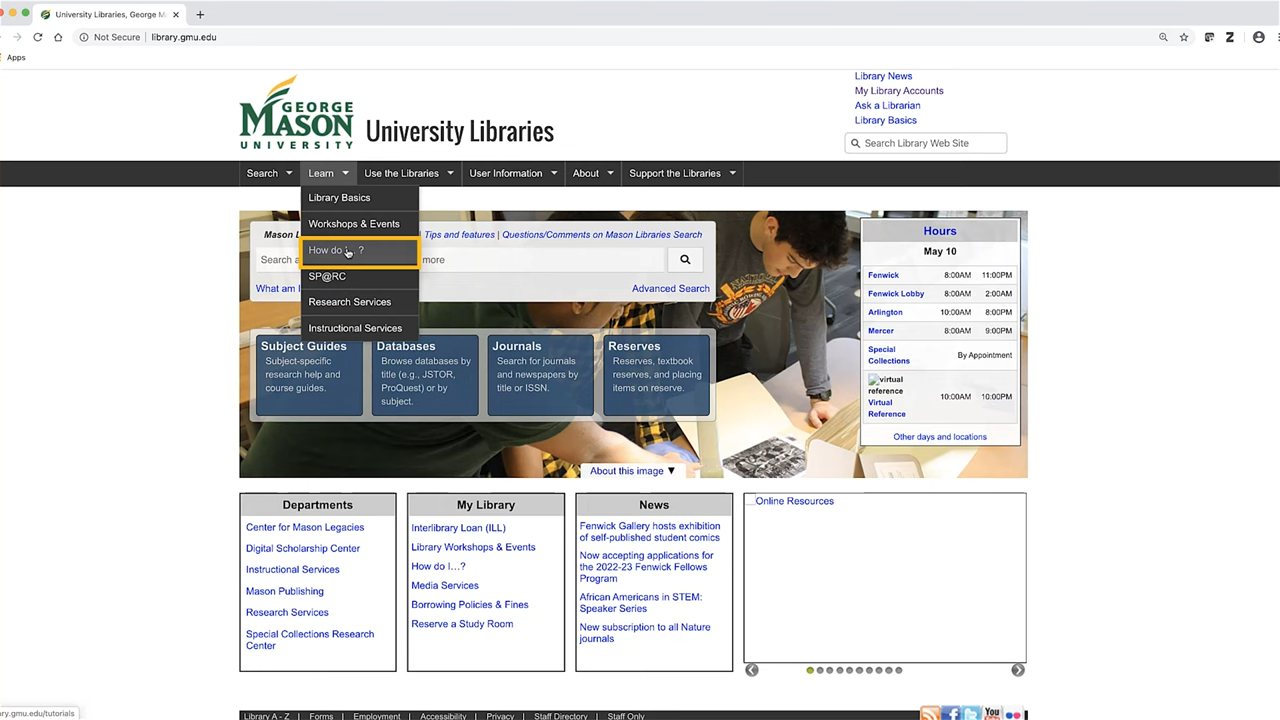 University Libraries, George M
Not Secure | library.gmu.edu
Apps
GEORGE
MASON
UNIVERSITY
University Libraries
Library News
My Library Accounts
Ask a Librarian
Library Basics
Search Library Web Site
Search
Learn
Use the Libraries
User Information
About
Support the Libraries
Library Basics
Workshops & Events
How do I...?
SP@RC
Research Services
Instructional Services
Tips and features | Questions/Comments on Mason Libraries Search
Search
more
What am I
Advanced Search
Subject Guides
Subject-specific
research help and
course guides.
Databases
Browse databases by
title (e.g., JSTOR,
ProQuest) or by
subject.
Journals
Search for journals
and newspapers by
title or ISSN.
Reserves
Reserves, textbook
reserves, and placing
items on reserve.
Hours
May 10
Fenwick 8:00AM 11:00PM
Fenwick Lobby 8:00AM 2:00AM
Arlington 10:00AM 8:00PM
Mercer 8:00AM 9:00PM
Special
Collections By Appointment
virtual
reference
Virtual
Reference 10:00AM 10:00PM
Other days and locations
About this image ▼
Departments
Center for Mason Legacies
Digital Scholarship Center
Instructional Services
Mason Publishing
Research Services
Special Collections Research
Center
My Library
Interlibrary Loan (ILL)
Library Workshops & Events
How do I...?
Media Services
Borrowing Policies & Fines
Reserve a Study Room
News
Fenwick Gallery hosts exhibition
of self-published student comics
Now accepting applications for
the 2022-23 Fenwick Fellows
Program
African Americans in STEM:
Speaker Series
New subscription to all Nature
journals
Online Resources
rary.gmu.edu/tutorials
Library A - Z | Forms | Employment | Accessibility | Privacy | Staff Directory | Staff Only
You